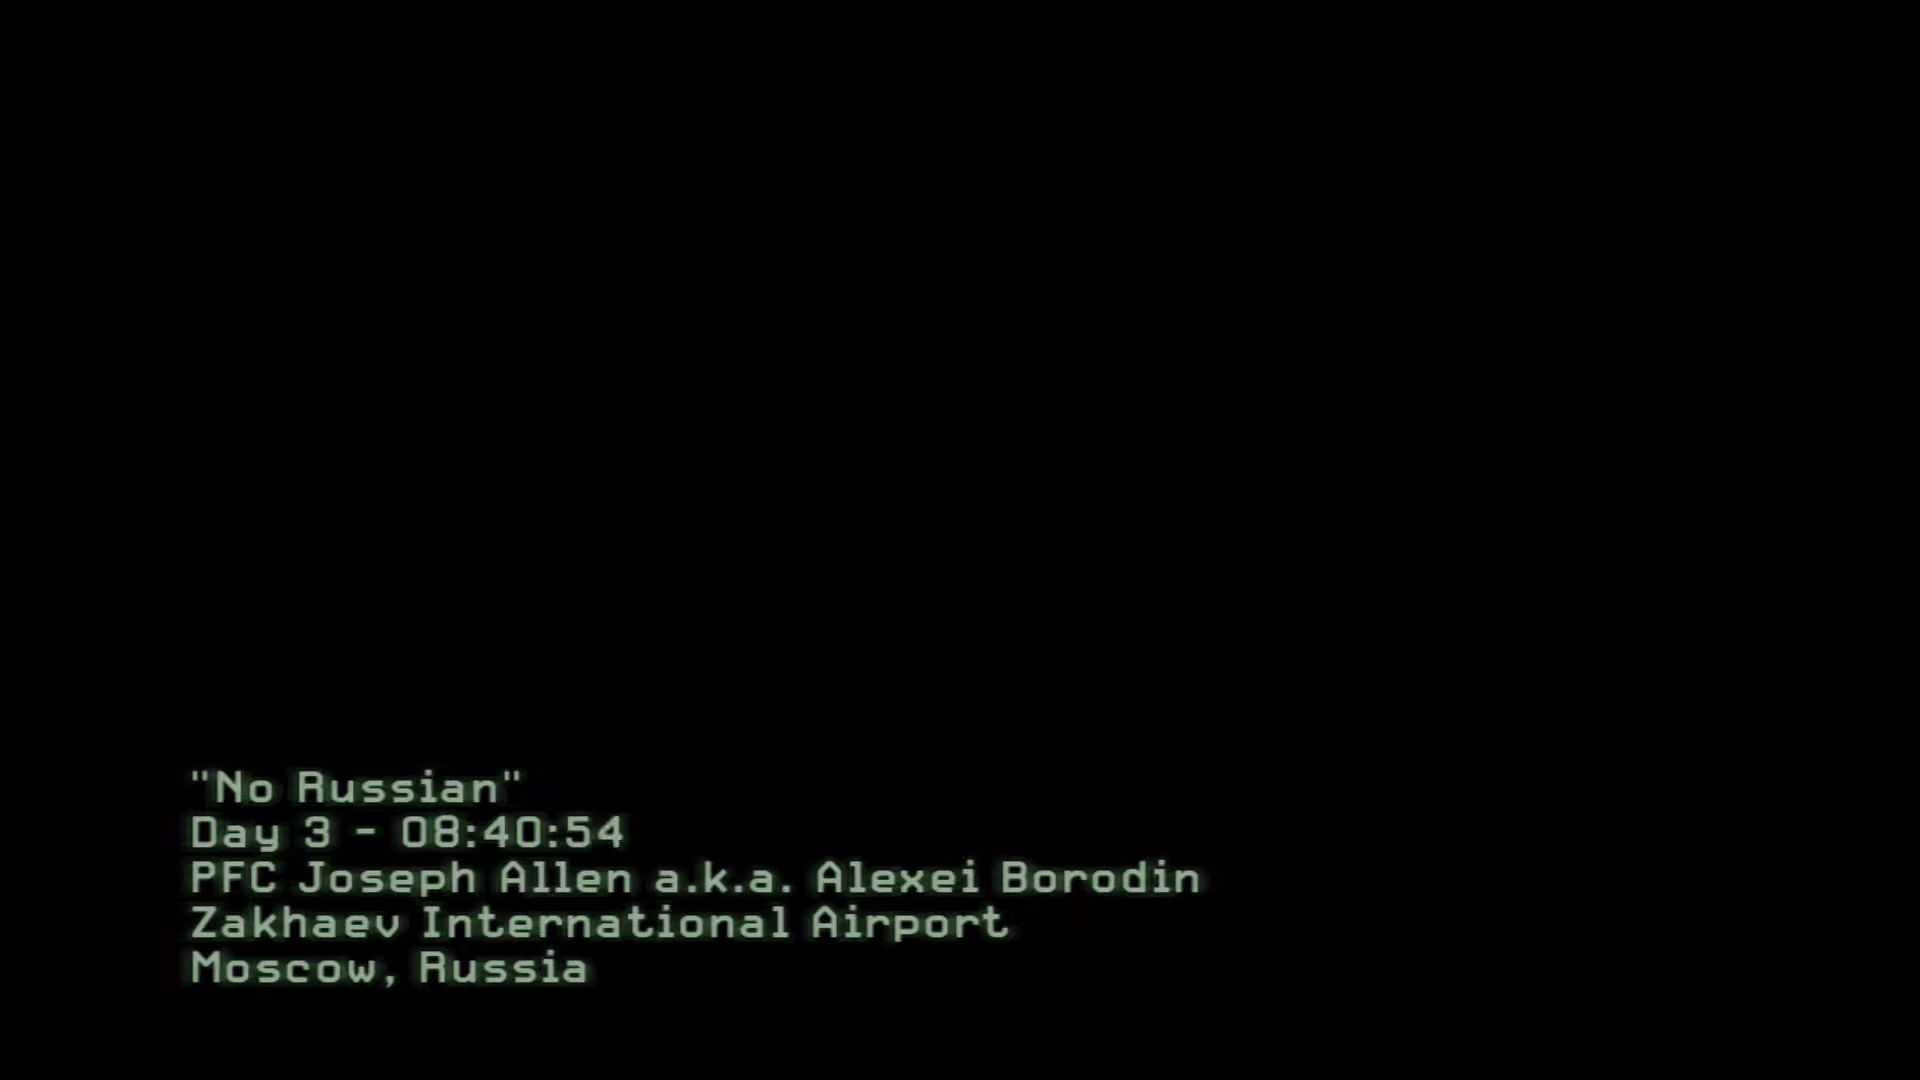 "No Russian"
Day 3 - 08:40:54
PFC Joseph Allen a.k.a. Alexei Borodin
Zakhaev International Airport
Moscow, Russia